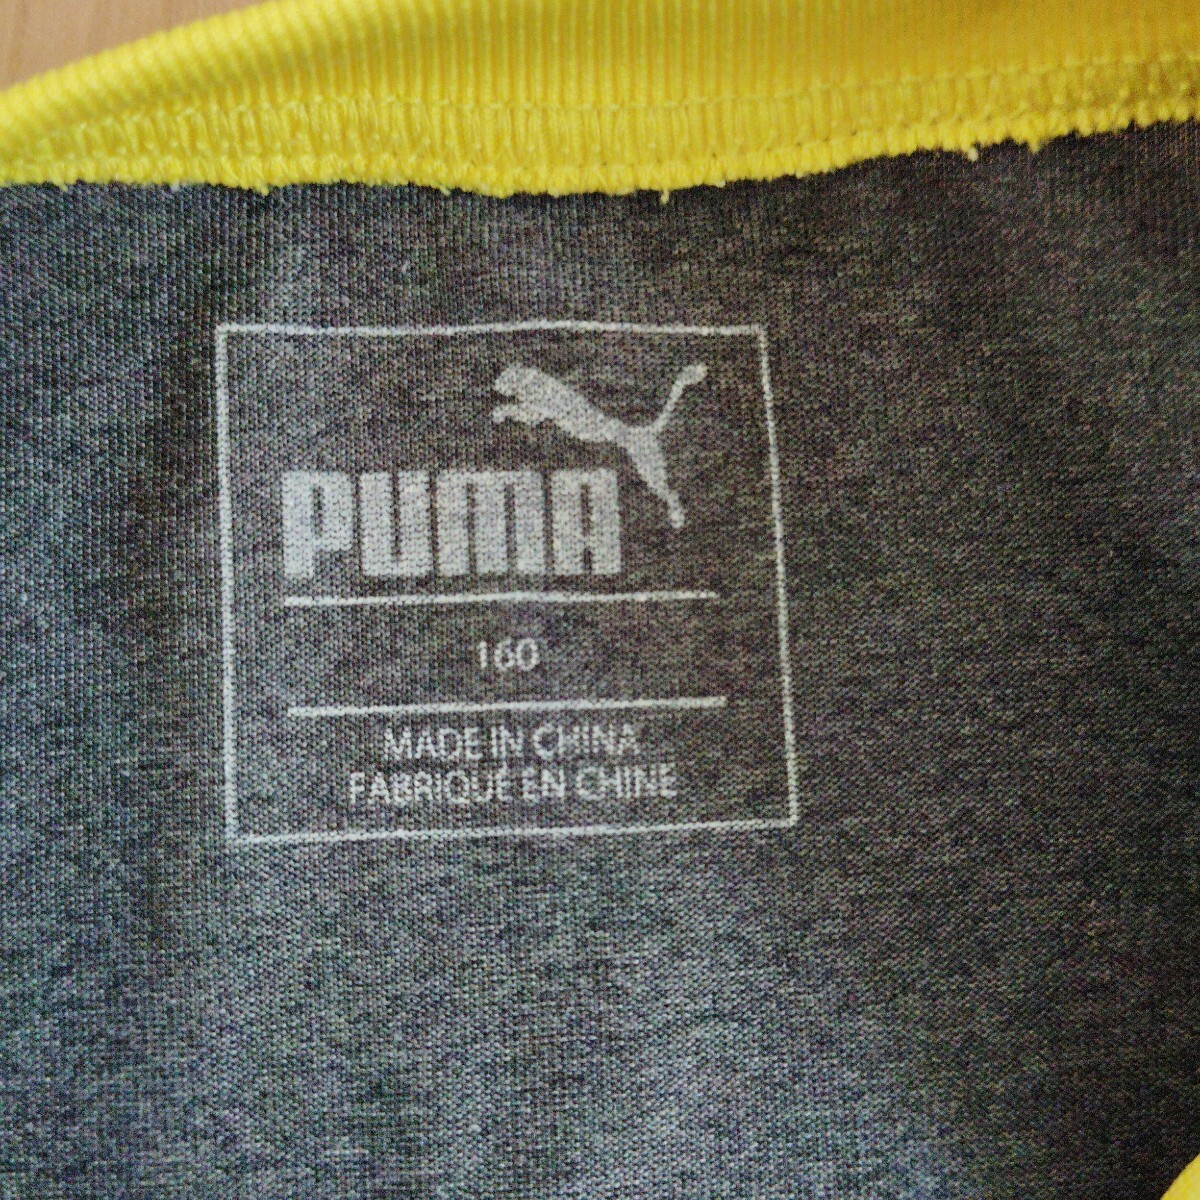 PUMA
160
MADE IN CHINA
FABRIQUÉ EN CHINE